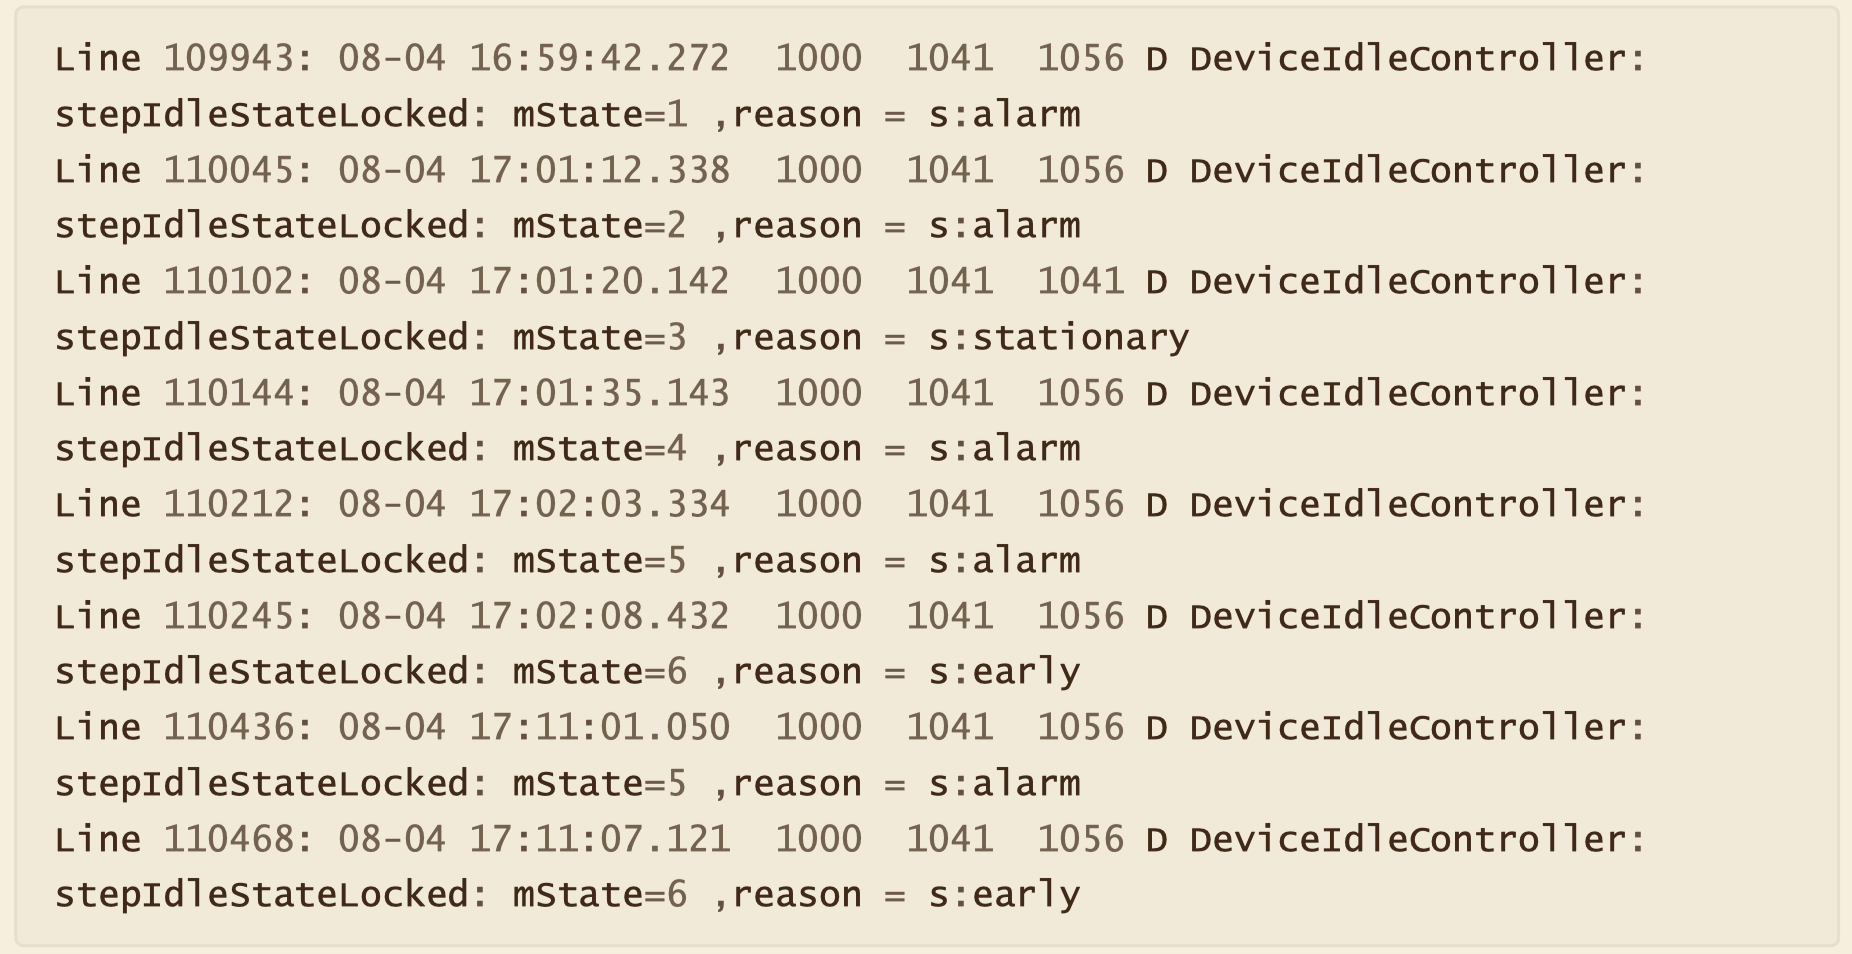 Line 109943: 08-04 16:59:42.272  1000  1041  1056 D DeviceIdleController:
stepIdleStateLocked: mState=1 ,reason = s:alarm
Line 110045: 08-04 17:01:12.338  1000  1041  1056 D DeviceIdleController:
stepIdleStateLocked: mState=2 ,reason = s:alarm
Line 110102: 08-04 17:01:20.142  1000  1041  1041 D DeviceIdleController:
stepIdleStateLocked: mState=3 ,reason = s:stationary
Line 110144: 08-04 17:01:35.143  1000  1041  1056 D DeviceIdleController:
stepIdleStateLocked: mState=4 ,reason = s:alarm
Line 110212: 08-04 17:02:03.334  1000  1041  1056 D DeviceIdleController:
stepIdleStateLocked: mState=5 ,reason = s:alarm
Line 110245: 08-04 17:02:08.432  1000  1041  1056 D DeviceIdleController:
stepIdleStateLocked: mState=6 ,reason = s:early
Line 110436: 08-04 17:11:01.050  1000  1041  1056 D DeviceIdleController:
stepIdleStateLocked: mState=5 ,reason = s:alarm
Line 110468: 08-04 17:11:07.121  1000  1041  1056 D DeviceIdleController:
stepIdleStateLocked: mState=6 ,reason = s:early